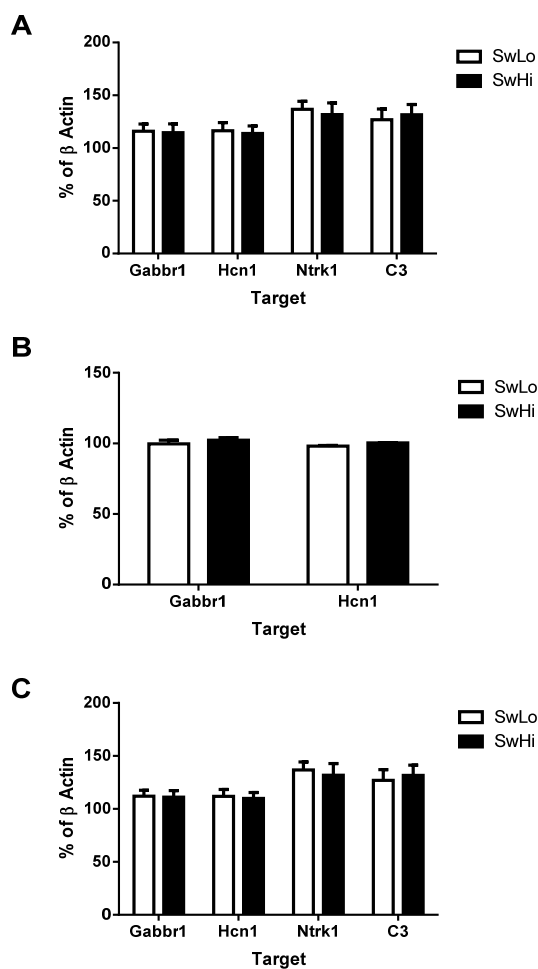 A
% of β Actin
200
150
100
50
0
Gabbr1 Hcn1 Ntrk1 C3
Target
SwLo
SwHi
B
% of β Actin
150
100
50
0
Gabbr1 Hcn1
Target
SwLo
SwHi
C
% of β Actin
200
150
100
50
0
Gabbr1 Hcn1 Ntrk1 C3
Target
SwLo
SwHi